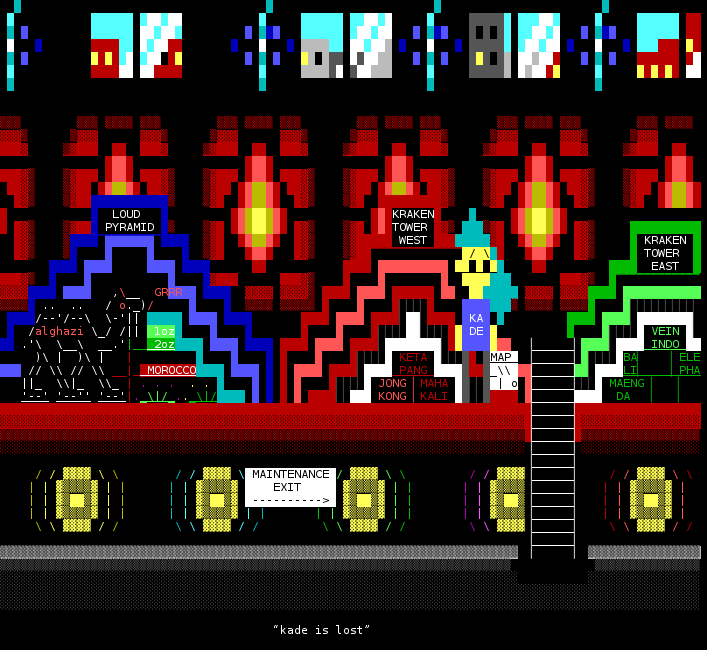 LOUD
PYRAMID
KRAKEN
TOWER
WEST
KRAKEN
TOWER
EAST
GRRR
alghazi
1oz
2oz
MOROCCO
KA
DE
KETA
PANG
JONG
KONG
MAHA
KALI
MAP
VEIN
INDO
BA
LI
ELE
PHA
MAENG
DA
MAINTENANCE
EXIT
---------->
“kade is lost”